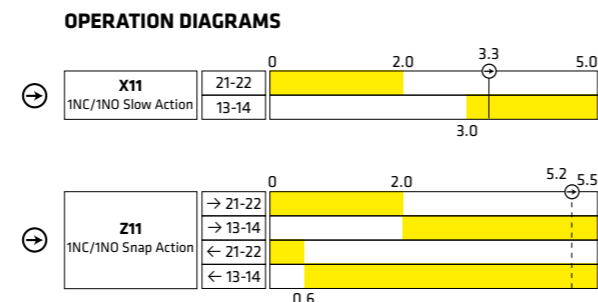 OPERATION DIAGRAMS
0 2.0 3.3 5.0
X11
1NC/1NO Slow Action
21-22
13-14
3.0
0 2.0 5.2 5.5
Z11
1NC/1NO Snap Action
→ 21-22
→ 13-14
← 21-22
← 13-14
0.6